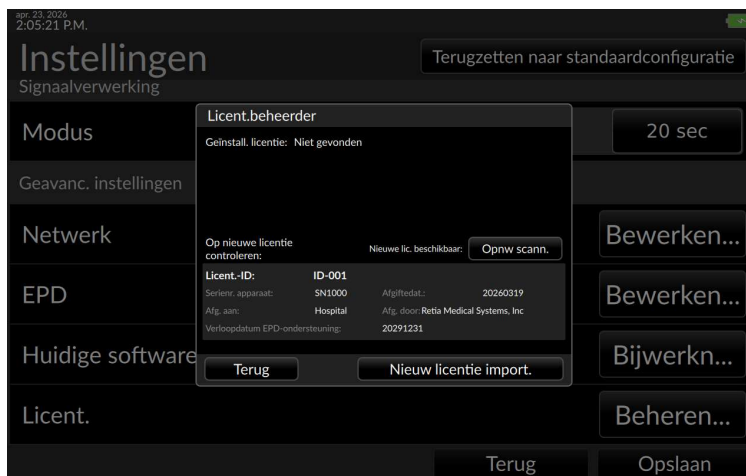 apr. 23, 2026
2:05:21 P.M.
Instellingen
Terugzetten naar standaardconfiguratie
Signaalverwerking
Modus
20 sec
Geavanc. instellingen
Netwerk
Bewerken...
EPD
Bewerken...
Huidige software
Bijwerkn...
Licent.
Beheren...
Terug
Opslaan
Licent.beheerder
Geïnstall. licentie: Niet gevonden
Op nieuwe licentie
controleren:
Nieuwe lic. beschikbaar:
Opnw scann.
Licent.-ID: ID-001
Serienr. apparaat: SN1000 Afgiftedat.: 20260319
Afg. aan: Hospital Afg. door: Retia Medical Systems, Inc
Verloopdatum EPD-ondersteuning: 20291231
Terug
Nieuw licentie import.